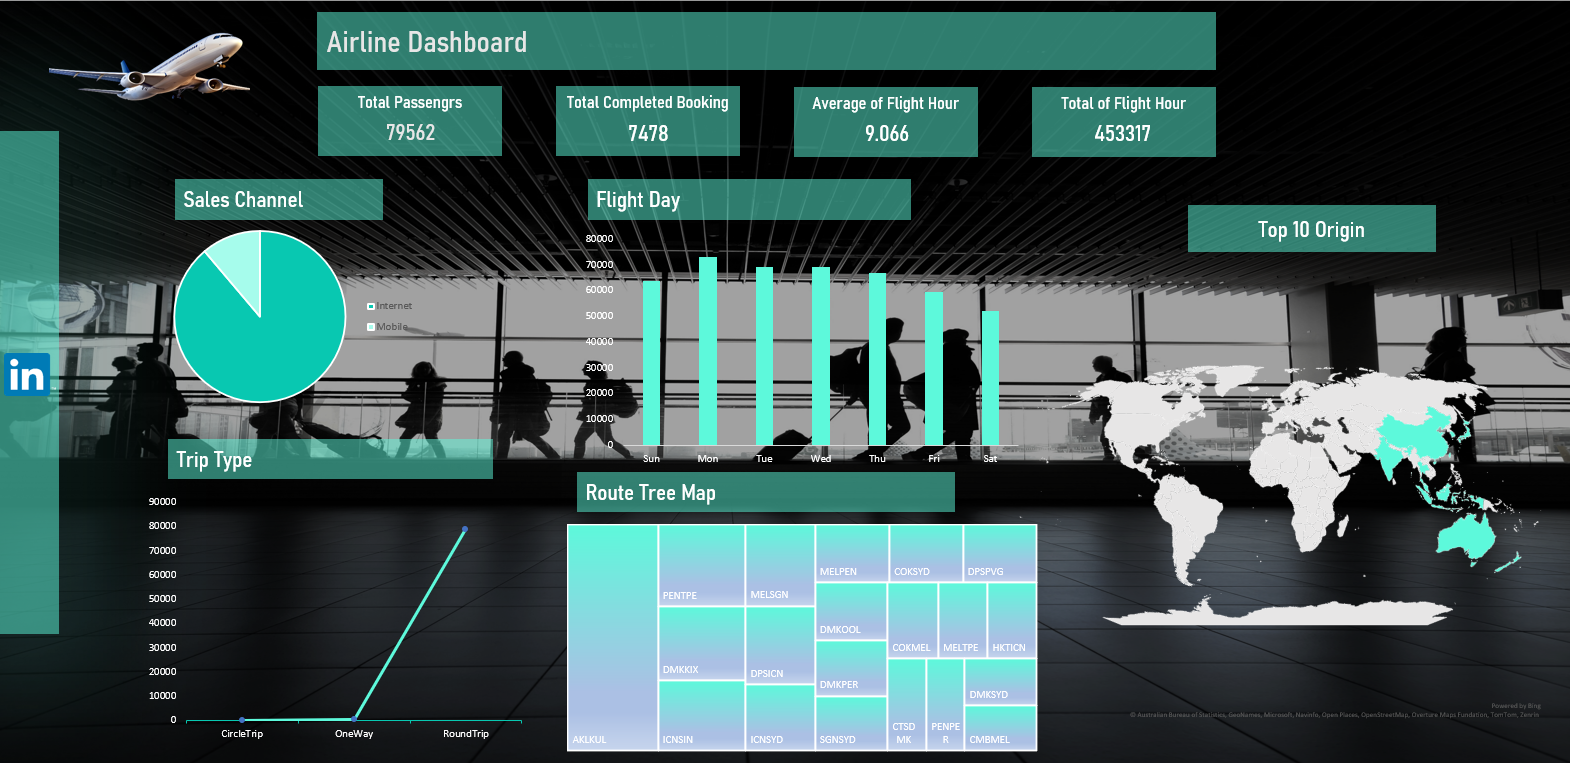 Airline Dashboard
Total Passengrs
79562
Total Completed Booking
7478
Average of Flight Hour
9.066
Total of Flight Hour
453317
Sales Channel
Internet
Mobile
Flight Day
80000
70000
60000
50000
40000
30000
20000
10000
0
Sun Mon Tue Wed Thu Fri Sat
Top 10 Origin
in
Trip Type
90000
80000
70000
60000
50000
40000
30000
20000
10000
0
CircleTrip OneWay RoundTrip
Route Tree Map
AKLKUL
PENTPE
MELSGN
DMKKIX
DPSICN
ICNSIN
ICNSYD
MELPEN
COKSYD
DPSPVG
DMKOOL
DMKPER
SGNSYD
COKMEL
MELTPE
HKTICN
CTSD
MK
PENPE
R
DMKSYD
CMBMEL
Powered by Bing
© Australian Bureau of Statistics, GeoNames, Microsoft, Navinfo, Open Places, OpenStreetMap, Overture Maps Fundation, TomTom, Zenrin